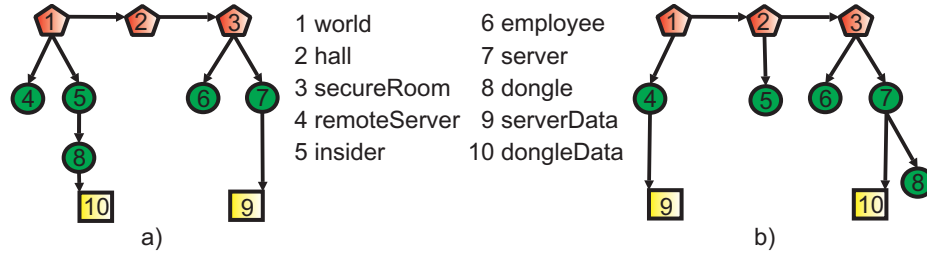 1 2 3
4 5 6 7
8
10 9
a)
1 world
2 hall
3 secureRoom
4 remoteServer
5 insider
6 employee
7 server
8 dongle
9 serverData
10 dongleData
1 2 3
4 5 6 7
8
9 10
b)